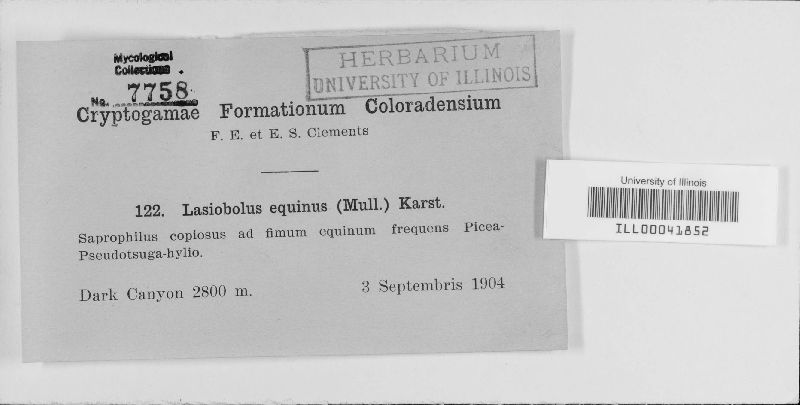 Mycological
Collections.
No. 7758
HERBARIUM
UNIVERSITY OF ILLINOIS
Cryptogamae Formationum Coloradensium
F. E. et E. S. Clements
122. Lasiobolus equinus (Mull.) Karst.
Saprophilus copiosus ad fimum equinum frequens Picea-
Pseudotsuga-hylio.
Dark Canyon 2800 m. 3 Septembris 1904
University of Illinois
ILL00041852